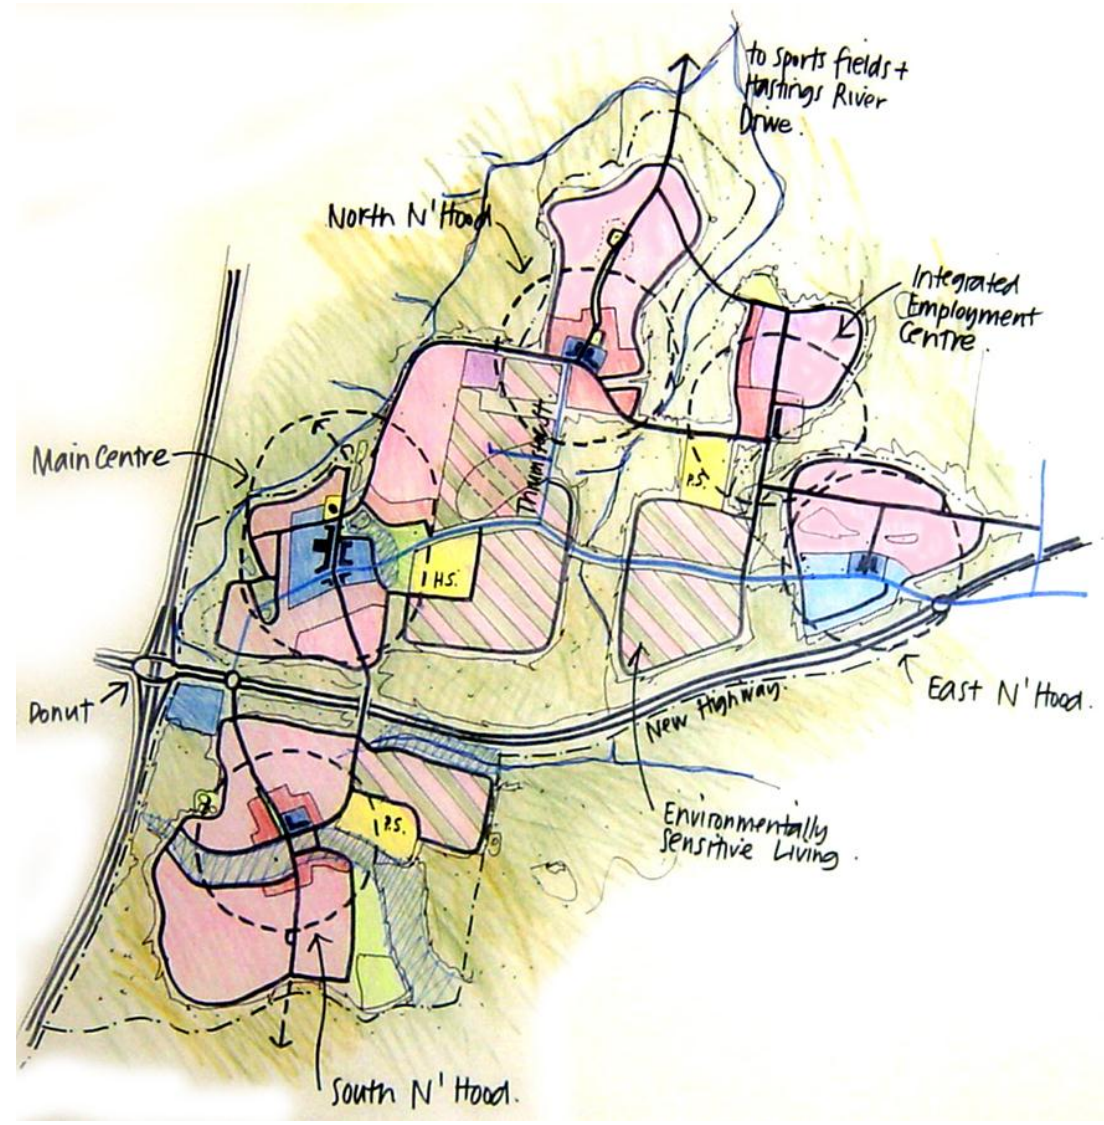 to sports fields +
Hastings River
Drive.
North N'Hood
Integrated
Employment
Centre.
Main Centre
P.S.
H.S.
Donut
East N'Hood.
New Highway.
Environmentally
Sensitive Living.
P.S.
South N'Hood.